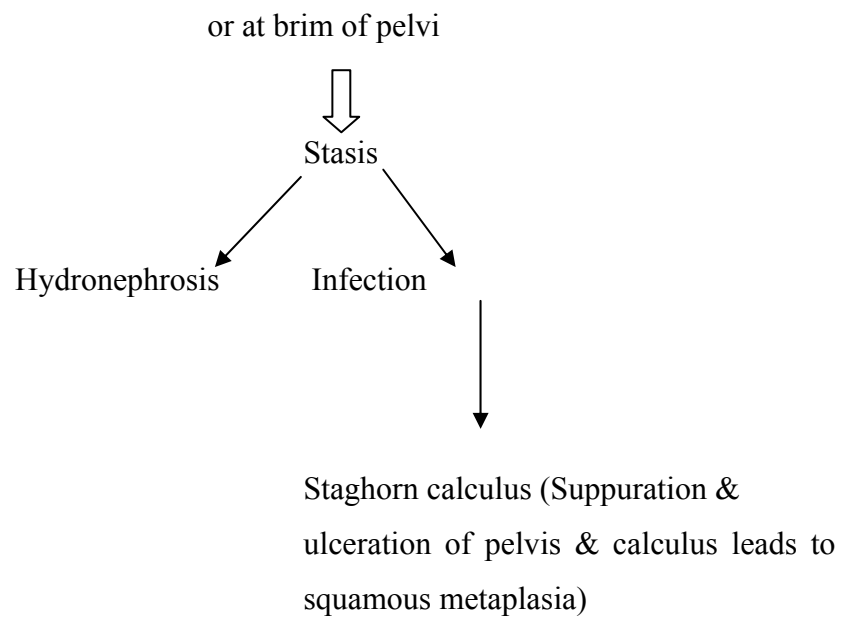 or at brim of pelvi
Stasis
Hydronephrosis Infection
Staghorn calculus (Suppuration &
ulceration of pelvis & calculus leads to
squamous metaplasia)